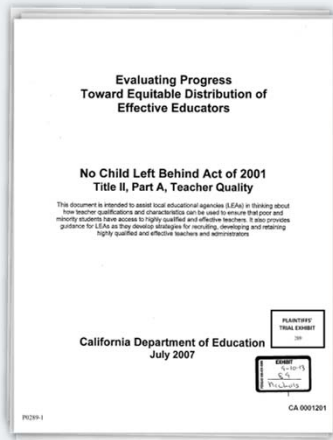 Evaluating Progress
Toward Equitable Distribution of
Effective Educators
No Child Left Behind Act of 2001
Title II, Part A, Teacher Quality
This document is intended to assist local educational agencies (LEAs) in thinking about
how teacher qualifications and characteristics can be used to ensure that poor and
minority students have access to highly qualified and effective teachers. It also provides
guidance for LEAs as they develop strategies for recruiting, developing and retaining
highly qualified and effective teachers and administrators
PLAINTIFFS'
TRIAL EXHIBIT
289
California Department of Education
July 2007
EXHIBIT
Nichols
CA 0001201
P0289-1